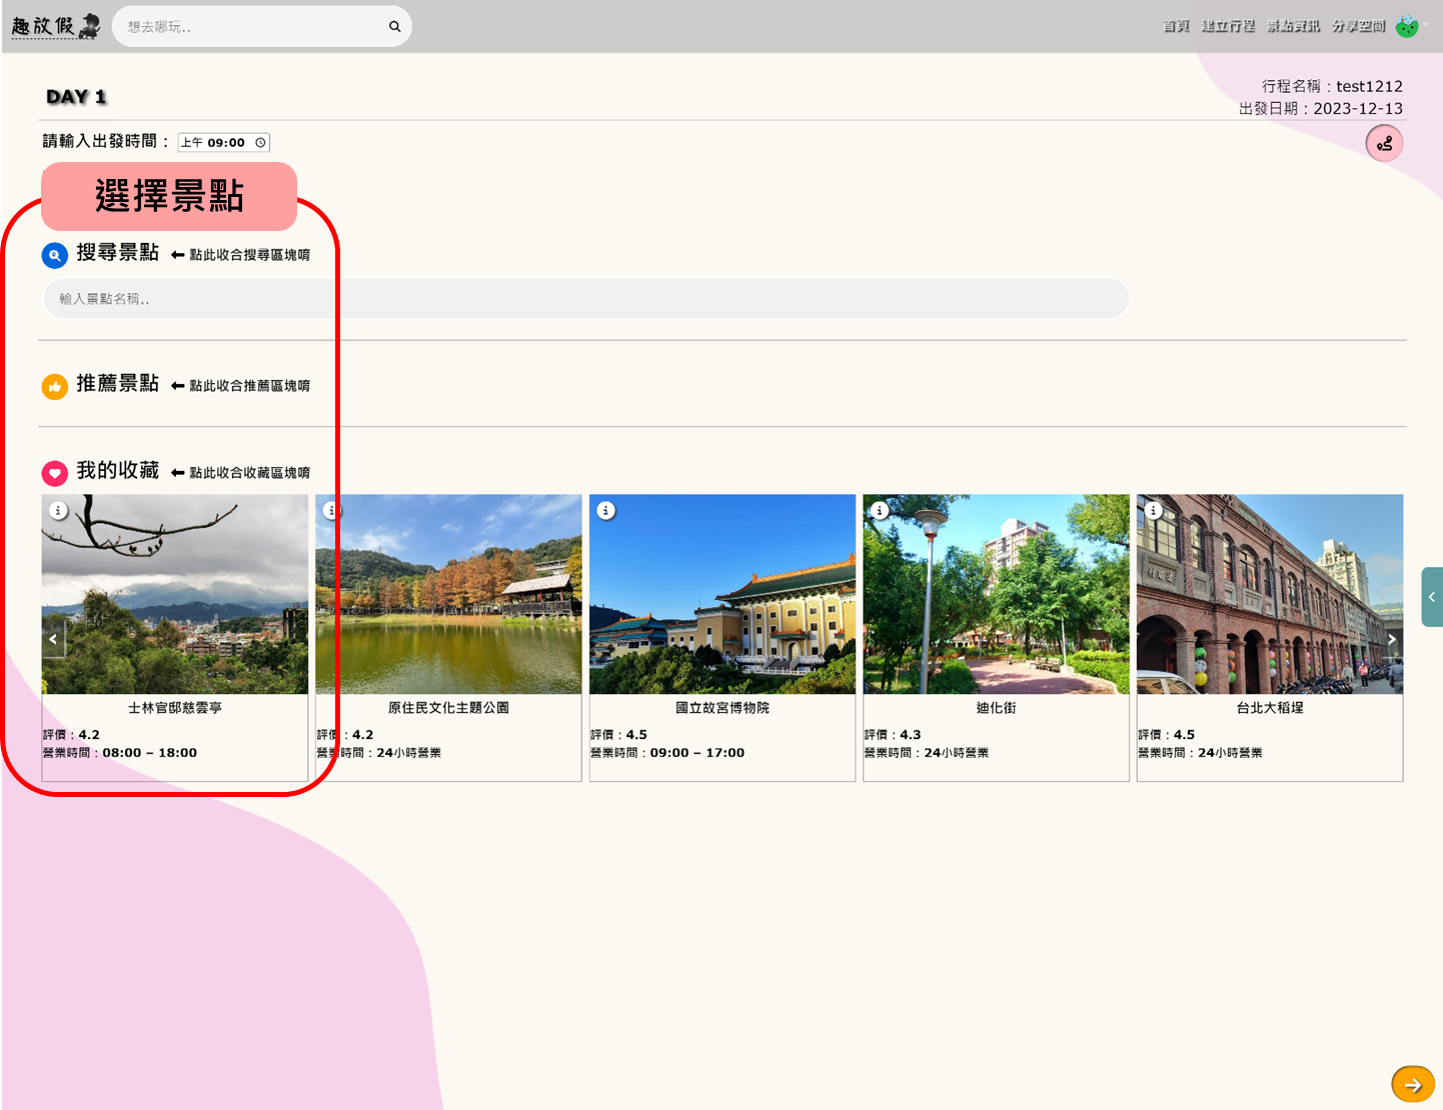 趣放假
想去哪玩..
首頁 建立行程 景點資訊 分享空間
DAY 1
行程名稱：test1212
出發日期：2023-12-13
請輸入出發時間： 上午 09:00
選擇景點
搜尋景點 ⬅ 點此收合搜尋區塊唷
輸入景點名稱..
推薦景點 ⬅ 點此收合推薦區塊唷
我的收藏 ⬅ 點此收合收藏區塊唷
士林官邸慈雲亭
評價：4.2
營業時間：08:00 – 18:00
原住民文化主題公園
評價：4.2
營業時間：24小時營業
國立故宮博物院
評價：4.5
營業時間：09:00 – 17:00
迪化街
評價：4.3
營業時間：24小時營業
台北大稻埕
評價：4.5
營業時間：24小時營業